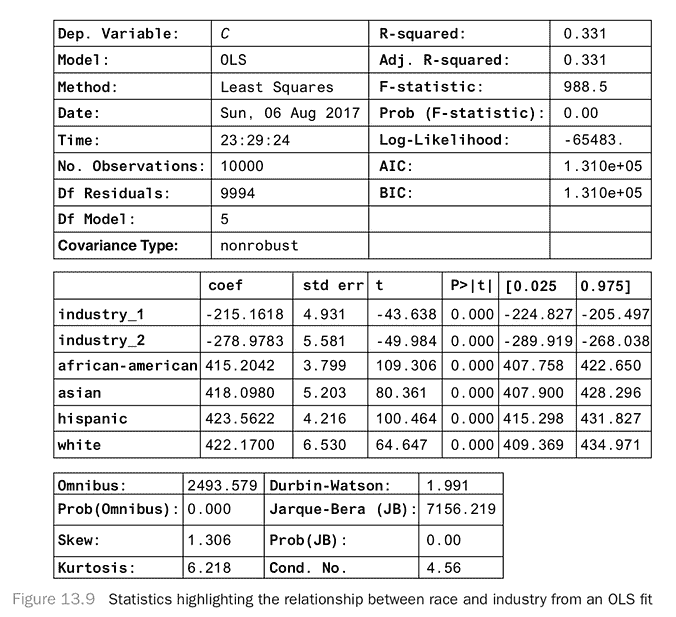 Dep. Variable: C R-squared: 0.331
Model: OLS Adj. R-squared: 0.331
Method: Least Squares F-statistic: 988.5
Date: Sun, 06 Aug 2017 Prob (F-statistic): 0.00
Time: 23:29:24 Log-Likelihood: -65483.
No. Observations: 10000 AIC: 1.310e+05
Df Residuals: 9994 BIC: 1.310e+05
Df Model: 5
Covariance Type: nonrobust
coef std err t P>|t| [0.025 0.975]
industry_1 -215.1618 4.931 -43.638 0.000 -224.827 -205.497
industry_2 -278.9783 5.581 -49.984 0.000 -289.919 -268.038
african-american 415.2042 3.799 109.306 0.000 407.758 422.650
asian 418.0980 5.203 80.361 0.000 407.900 428.296
hispanic 423.5622 4.216 100.464 0.000 415.298 431.827
white 422.1700 6.530 64.647 0.000 409.369 434.971
Omnibus: 2493.579 Durbin-Watson: 1.991
Prob(Omnibus): 0.000 Jarque-Bera (JB): 7156.219
Skew: 1.306 Prob(JB): 0.00
Kurtosis: 6.218 Cond. No. 4.56
Figure 13.9 Statistics highlighting the relationship between race and industry from an OLS fit